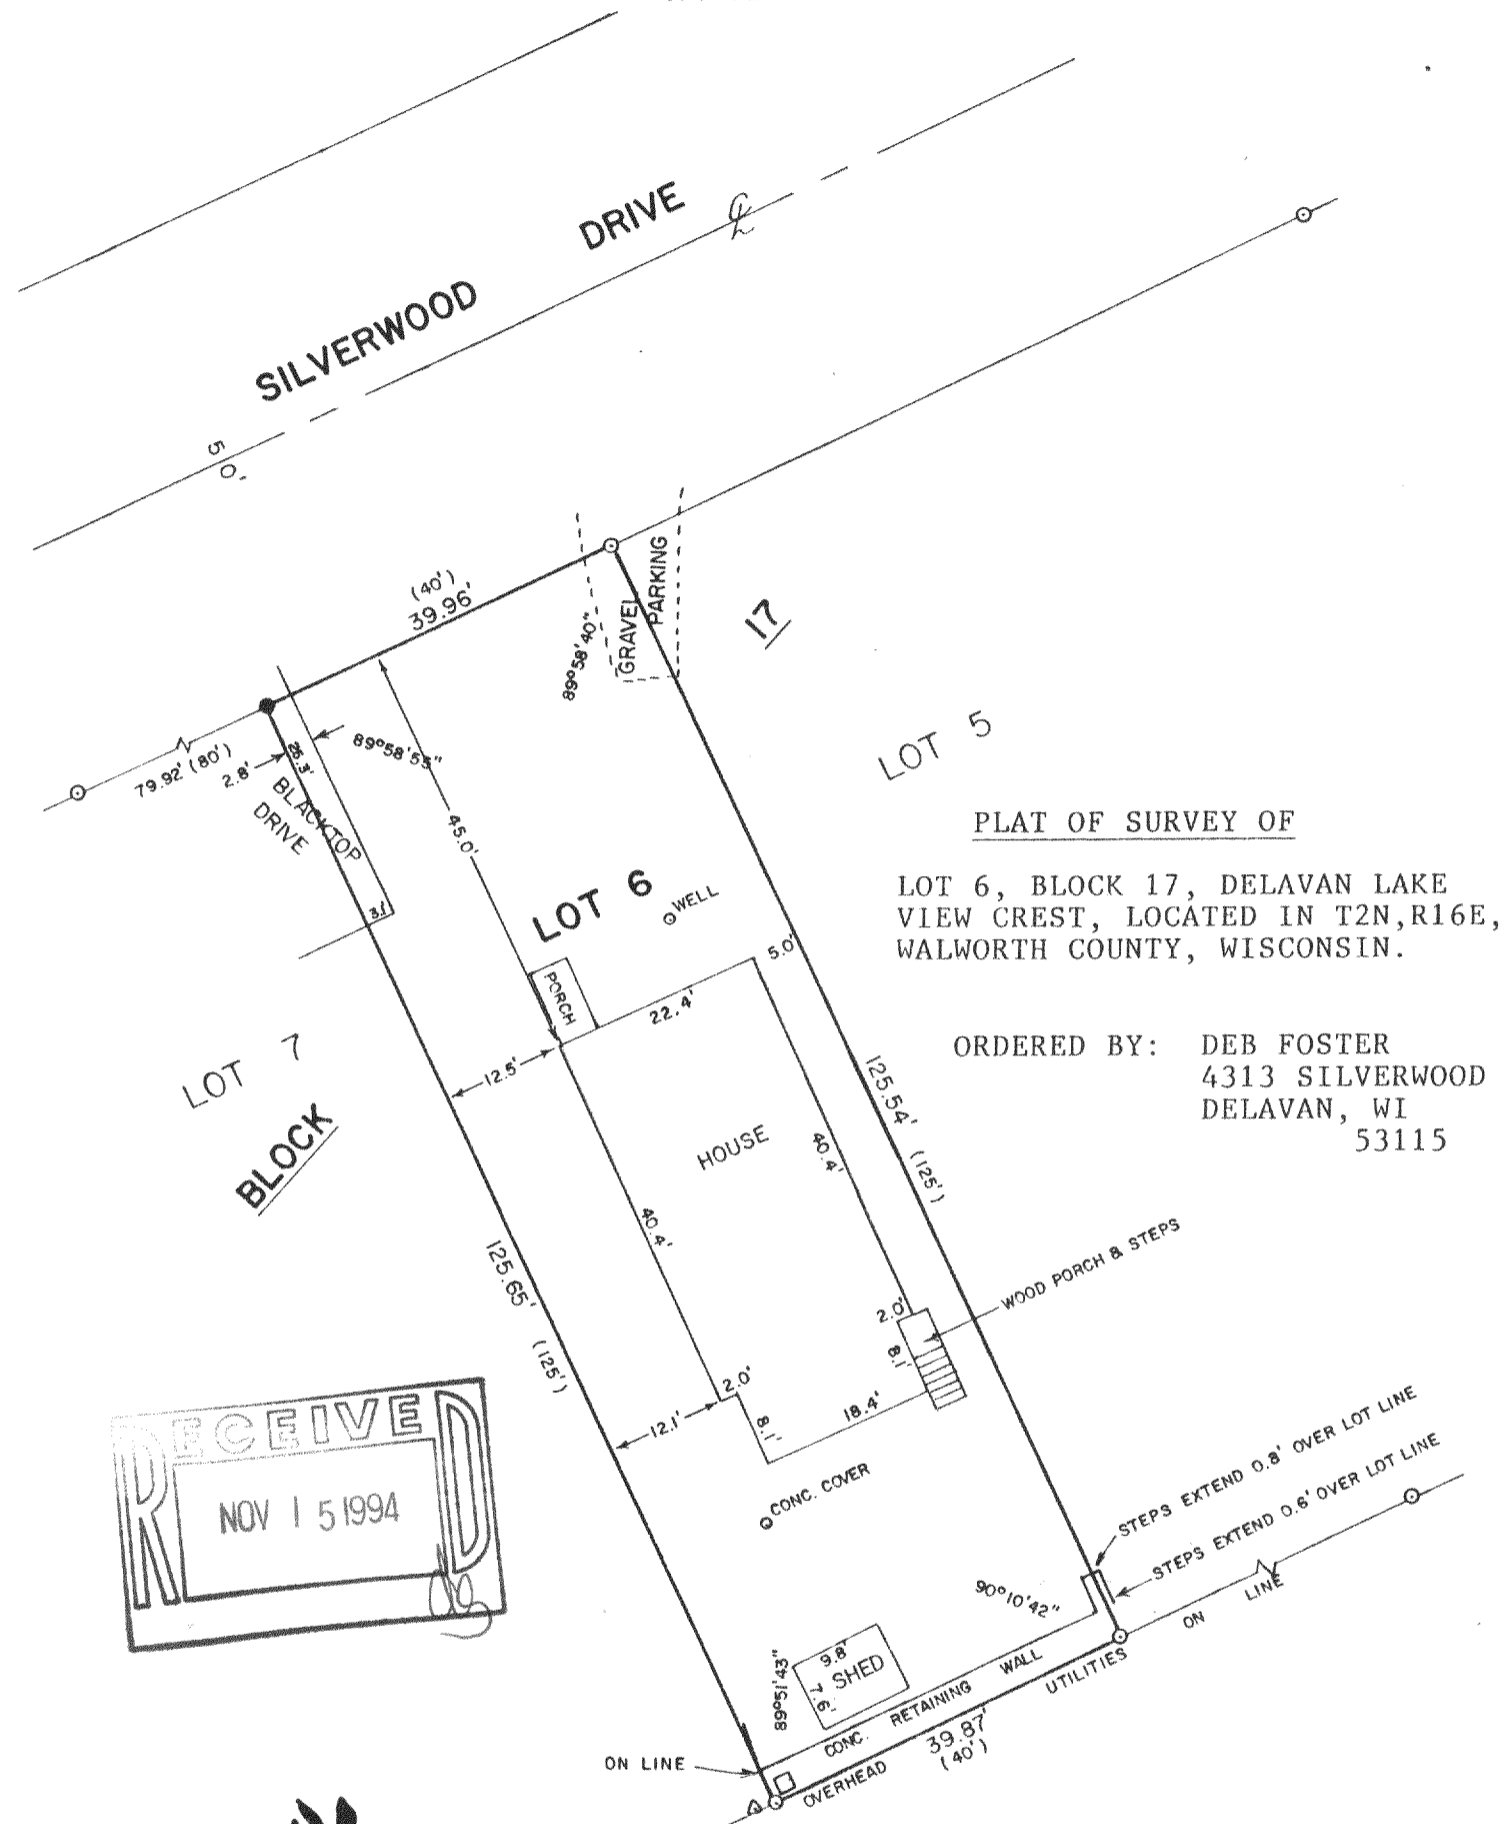 SILVERWOOD DRIVE
℄
50'
(40')
39.96'
GRAVEL
PARKING
89°58'40"
17
79.92' (80')
2.8'
25.3'
89°58'55"
BLACKTOP
DRIVE
3.1'
45.0'
LOT 5
LOT 6
WELL
PORCH
22.4'
5.0'
12.5'
LOT 7
BLOCK
HOUSE
40.4'
40.4'
125.54' (125')
125.65' (125')
PLAT OF SURVEY OF
LOT 6, BLOCK 17, DELAVAN LAKE
VIEW CREST, LOCATED IN T2N,R16E,
WALWORTH COUNTY, WISCONSIN.
ORDERED BY: DEB FOSTER
4313 SILVERWOOD
DELAVAN, WI
53115
WOOD PORCH & STEPS
2.0'
8.1'
2.0'
8.1'
18.4'
12.1'
CONC. COVER
STEPS EXTEND 0.8' OVER LOT LINE
STEPS EXTEND 0.6' OVER LOT LINE
ON LINE
90°10'42"
89°51'43"
9.8'
7.6'
SHED
CONC. RETAINING WALL
39.87'
(40')
OVERHEAD UTILITIES
ON LINE
RECEIVED
NOV 15 1994